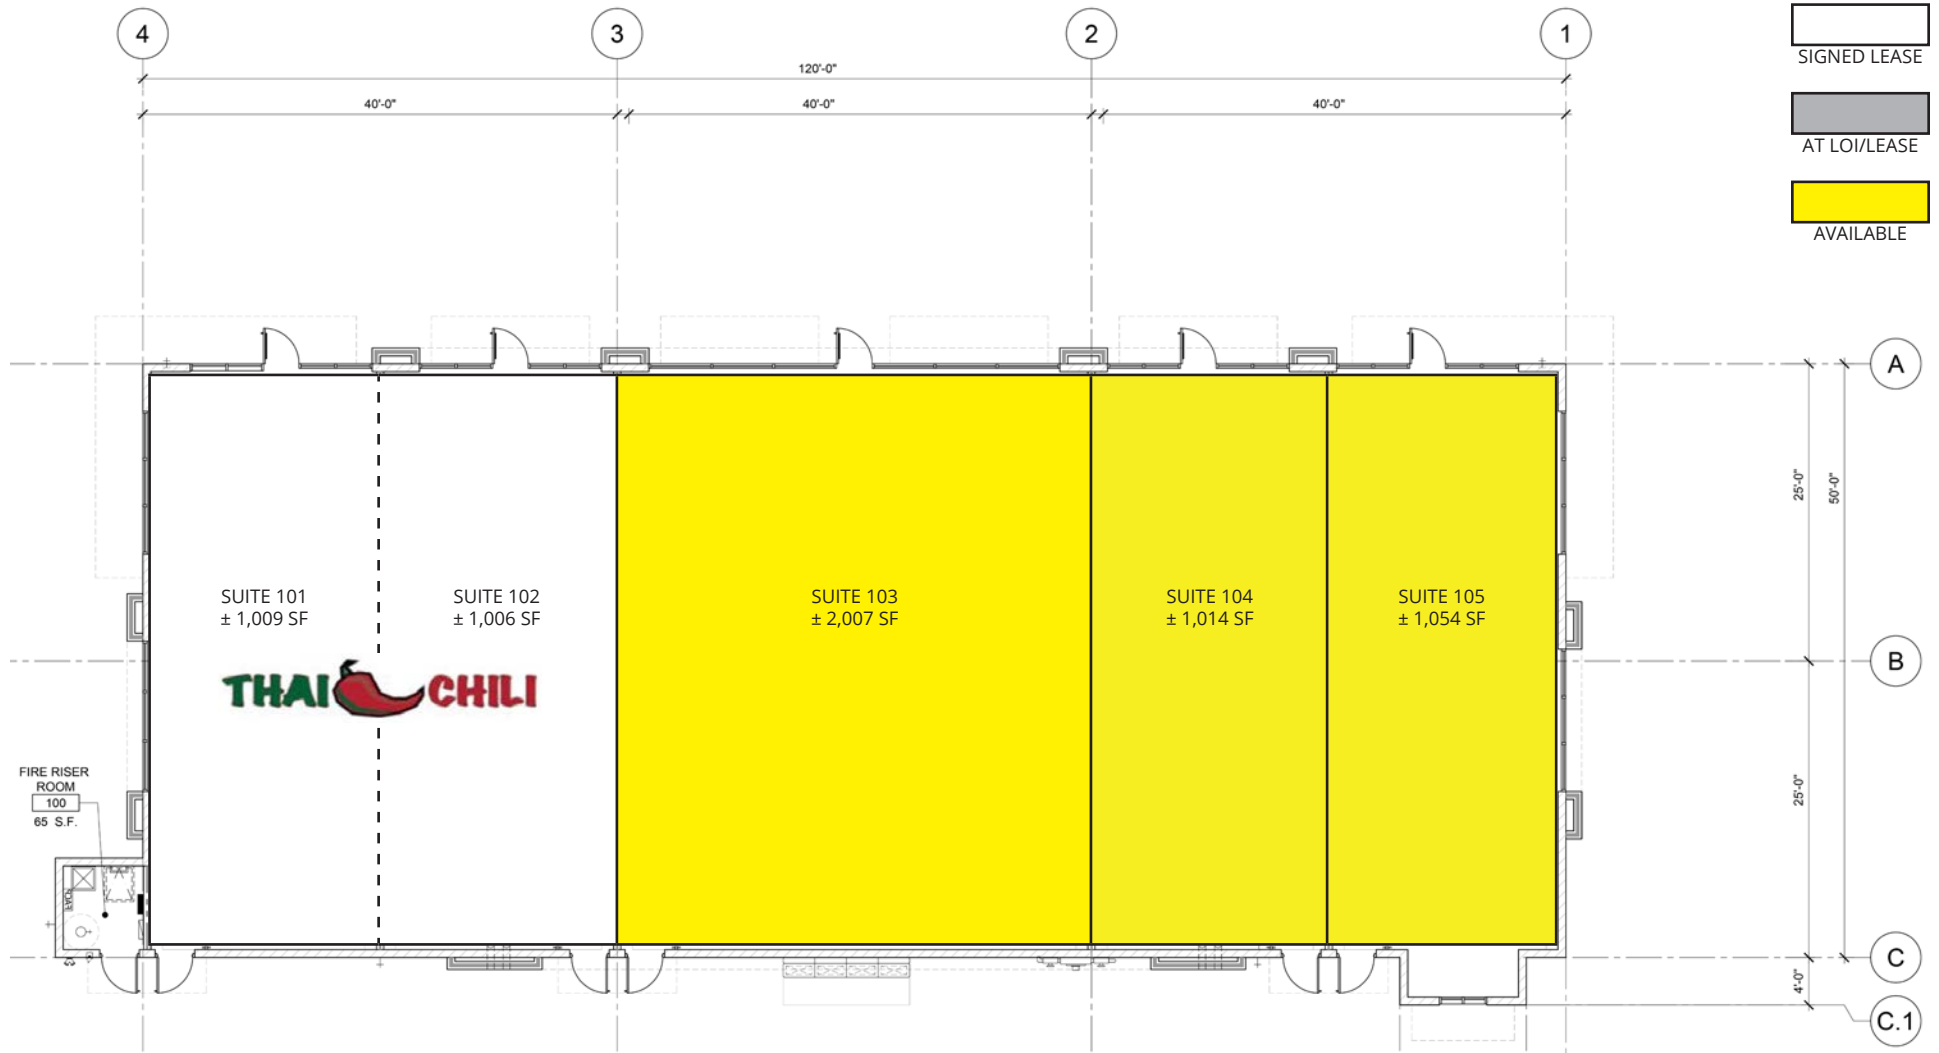 4
3
2
1
SIGNED LEASE
120'-0"
40'-0"
40'-0"
40'-0"
AT LOI/LEASE
AVAILABLE
A
25'-0"
50'-0"
SUITE 101
± 1,009 SF
SUITE 102
± 1,006 SF
SUITE 103
± 2,007 SF
SUITE 104
± 1,014 SF
SUITE 105
± 1,054 SF
B
THAI CHILI
FIRE RISER
ROOM
100
65 S.F.
25'-0"
FACP
C
4'-0"
C.1